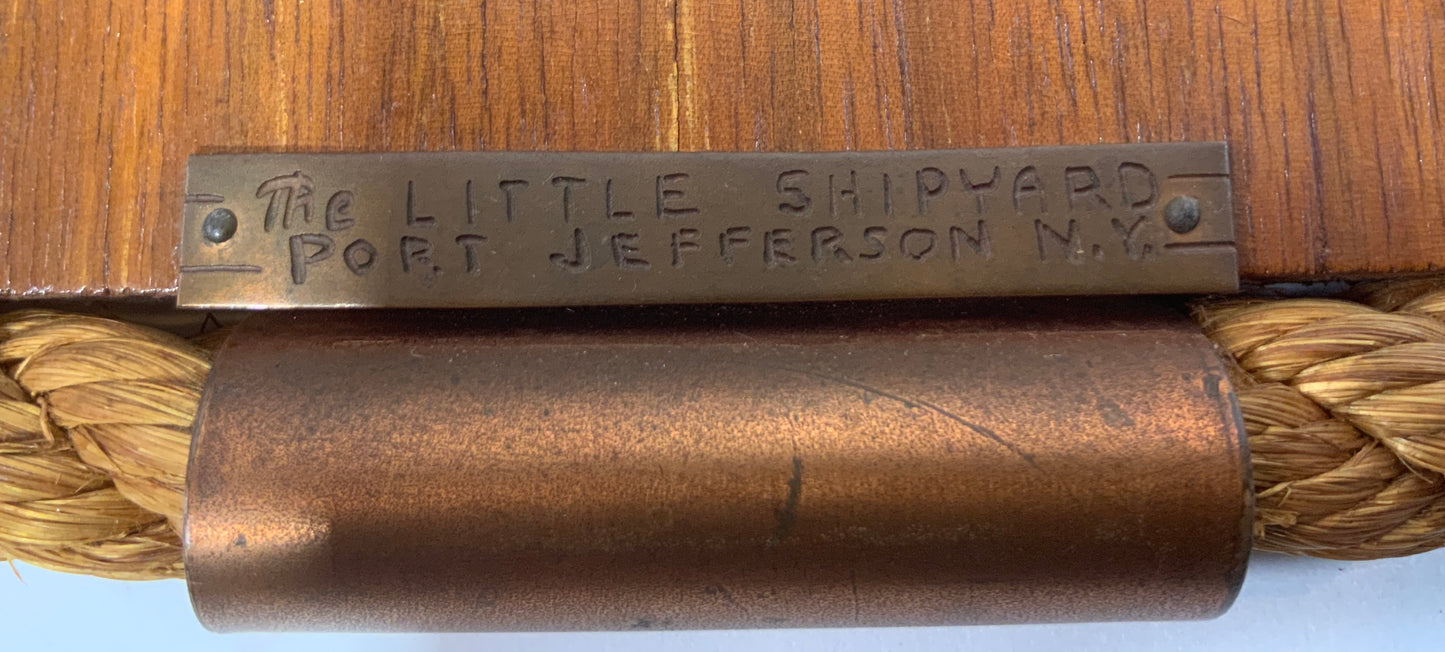 The LITTLE SHIPYARD
PORT JEFFERSON N.Y.